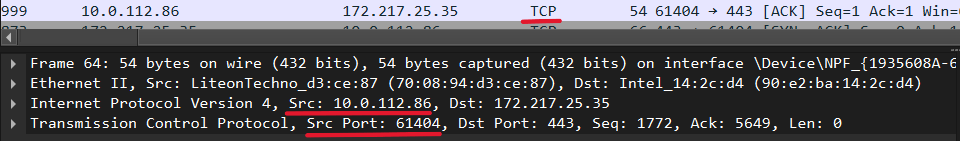 999 10.0.112.86 172.217.25.35 TCP 54 61404 → 443 [ACK] Seq=1 Ack=1 Win=
Frame 64: 54 bytes on wire (432 bits), 54 bytes captured (432 bits) on interface \Device\NPF_{1935608A-6
Ethernet II, Src: LiteonTechno_d3:ce:87 (70:08:94:d3:ce:87), Dst: Intel_14:2c:d4 (90:e2:ba:14:2c:d4)
Internet Protocol Version 4, Src: 10.0.112.86, Dst: 172.217.25.35
Transmission Control Protocol, Src Port: 61404, Dst Port: 443, Seq: 1772, Ack: 5649, Len: 0